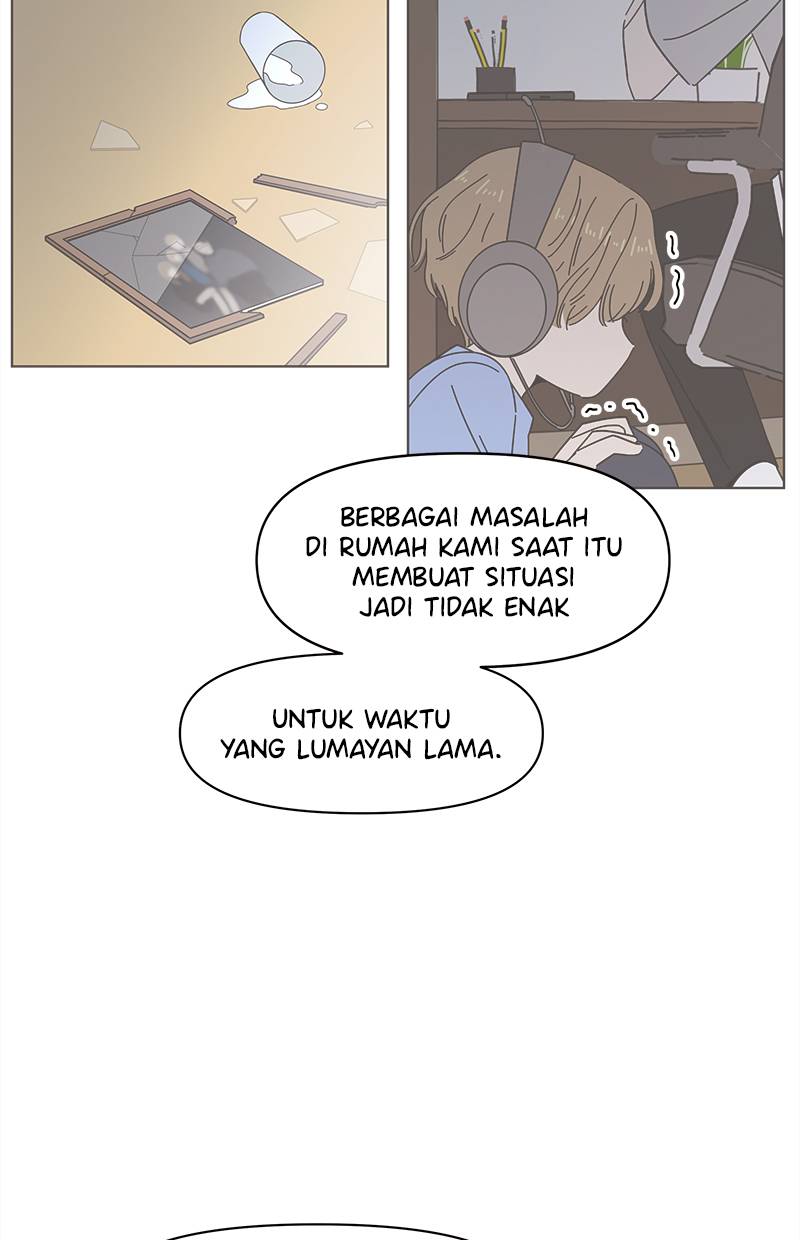 BERBAGAI MASALAH
DI RUMAH KAMI SAAT ITU
MEMBUAT SITUASI
JADI TIDAK ENAK
UNTUK WAKTU
YANG LUMAYAN LAMA.